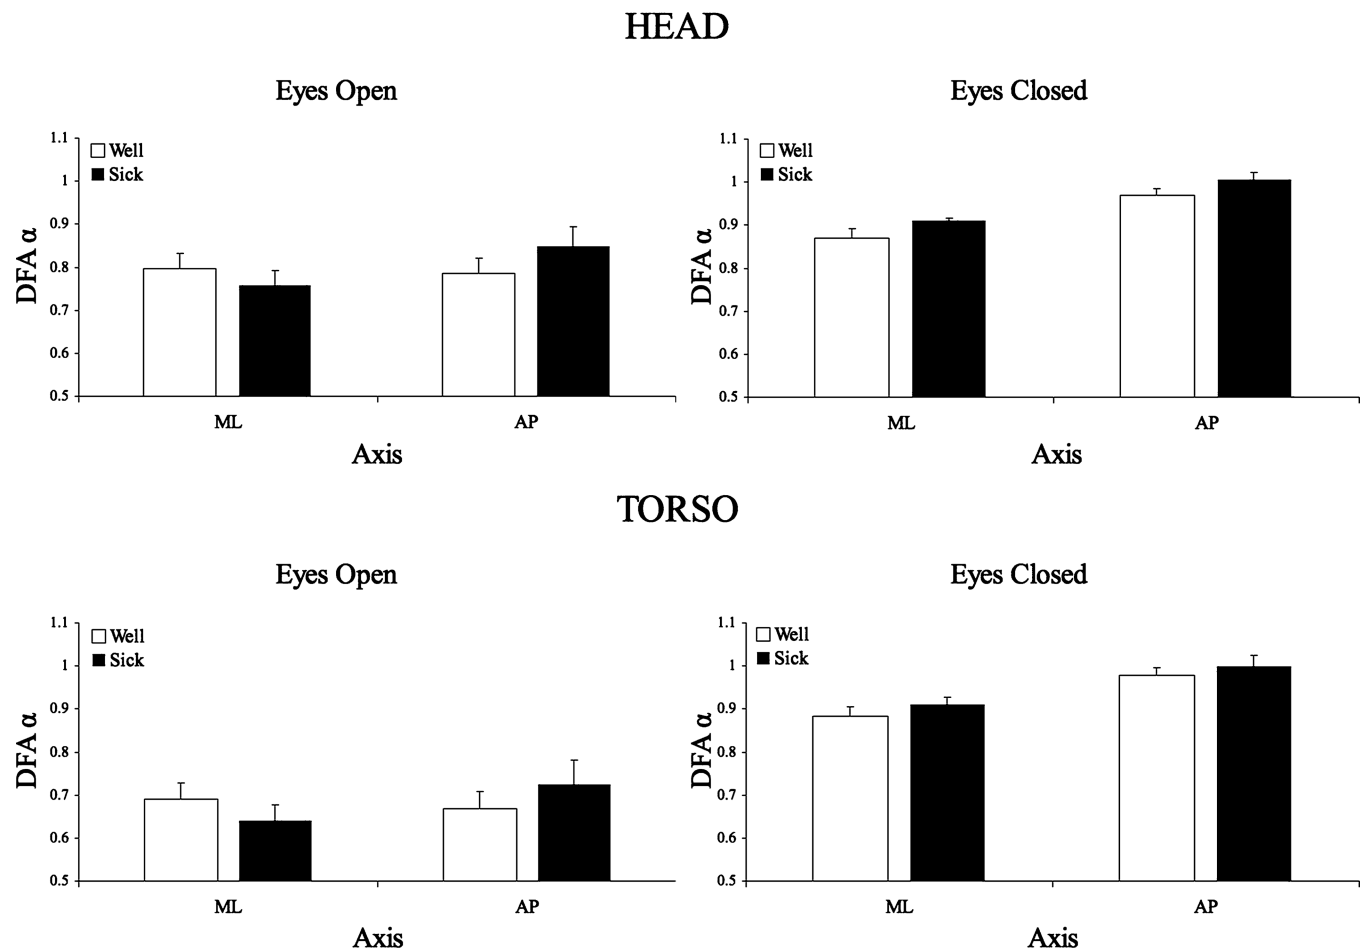 HEAD
Eyes Open
1.1
1
0.9
0.8
0.7
0.6
0.5
DFA α
Well
Sick
ML
AP
Axis
Eyes Closed
1.1
1
0.9
0.8
0.7
0.6
0.5
DFA α
Well
Sick
ML
AP
Axis
TORSO
Eyes Open
1.1
1
0.9
0.8
0.7
0.6
0.5
DFA α
Well
Sick
ML
AP
Axis
Eyes Closed
1.1
1
0.9
0.8
0.7
0.6
0.5
DFA α
Well
Sick
ML
AP
Axis